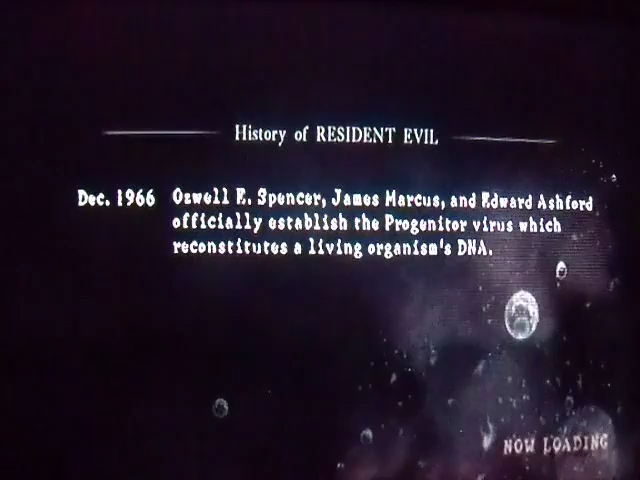 History of RESIDENT EVIL
Dec. 1966 Ozwell E. Spencer, James Marcus, and Edward Ashford
officially establish the Progenitor virus which
reconstitutes a living organism's DNA.
NOW LOADING